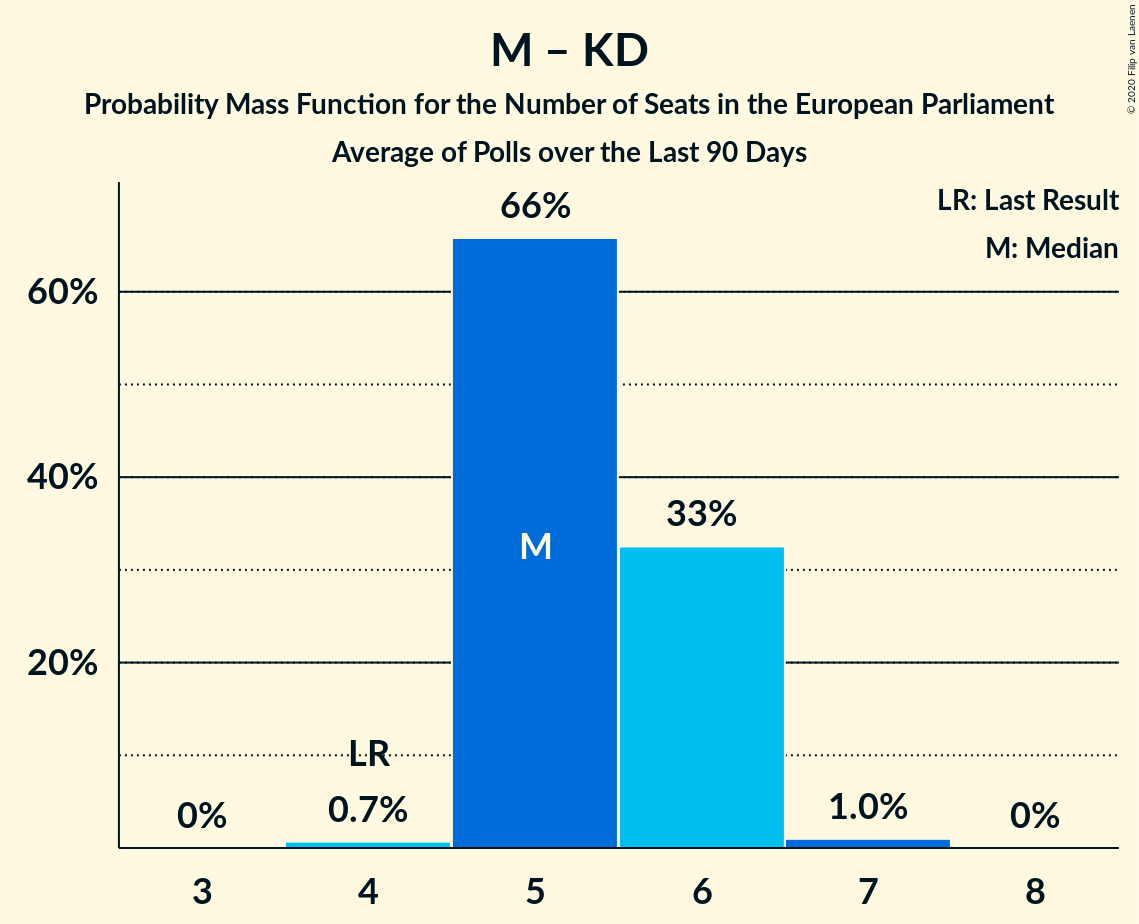 M – KD
Probability Mass Function for the Number of Seats in the European Parliament
Average of Polls over the Last 90 Days
© 2020 Filip van Laenen
LR: Last Result
M: Median
66%
60%
33%
40%
M
20%
LR
0%
0.7%
1.0%
0%
3 4 5 6 7 8